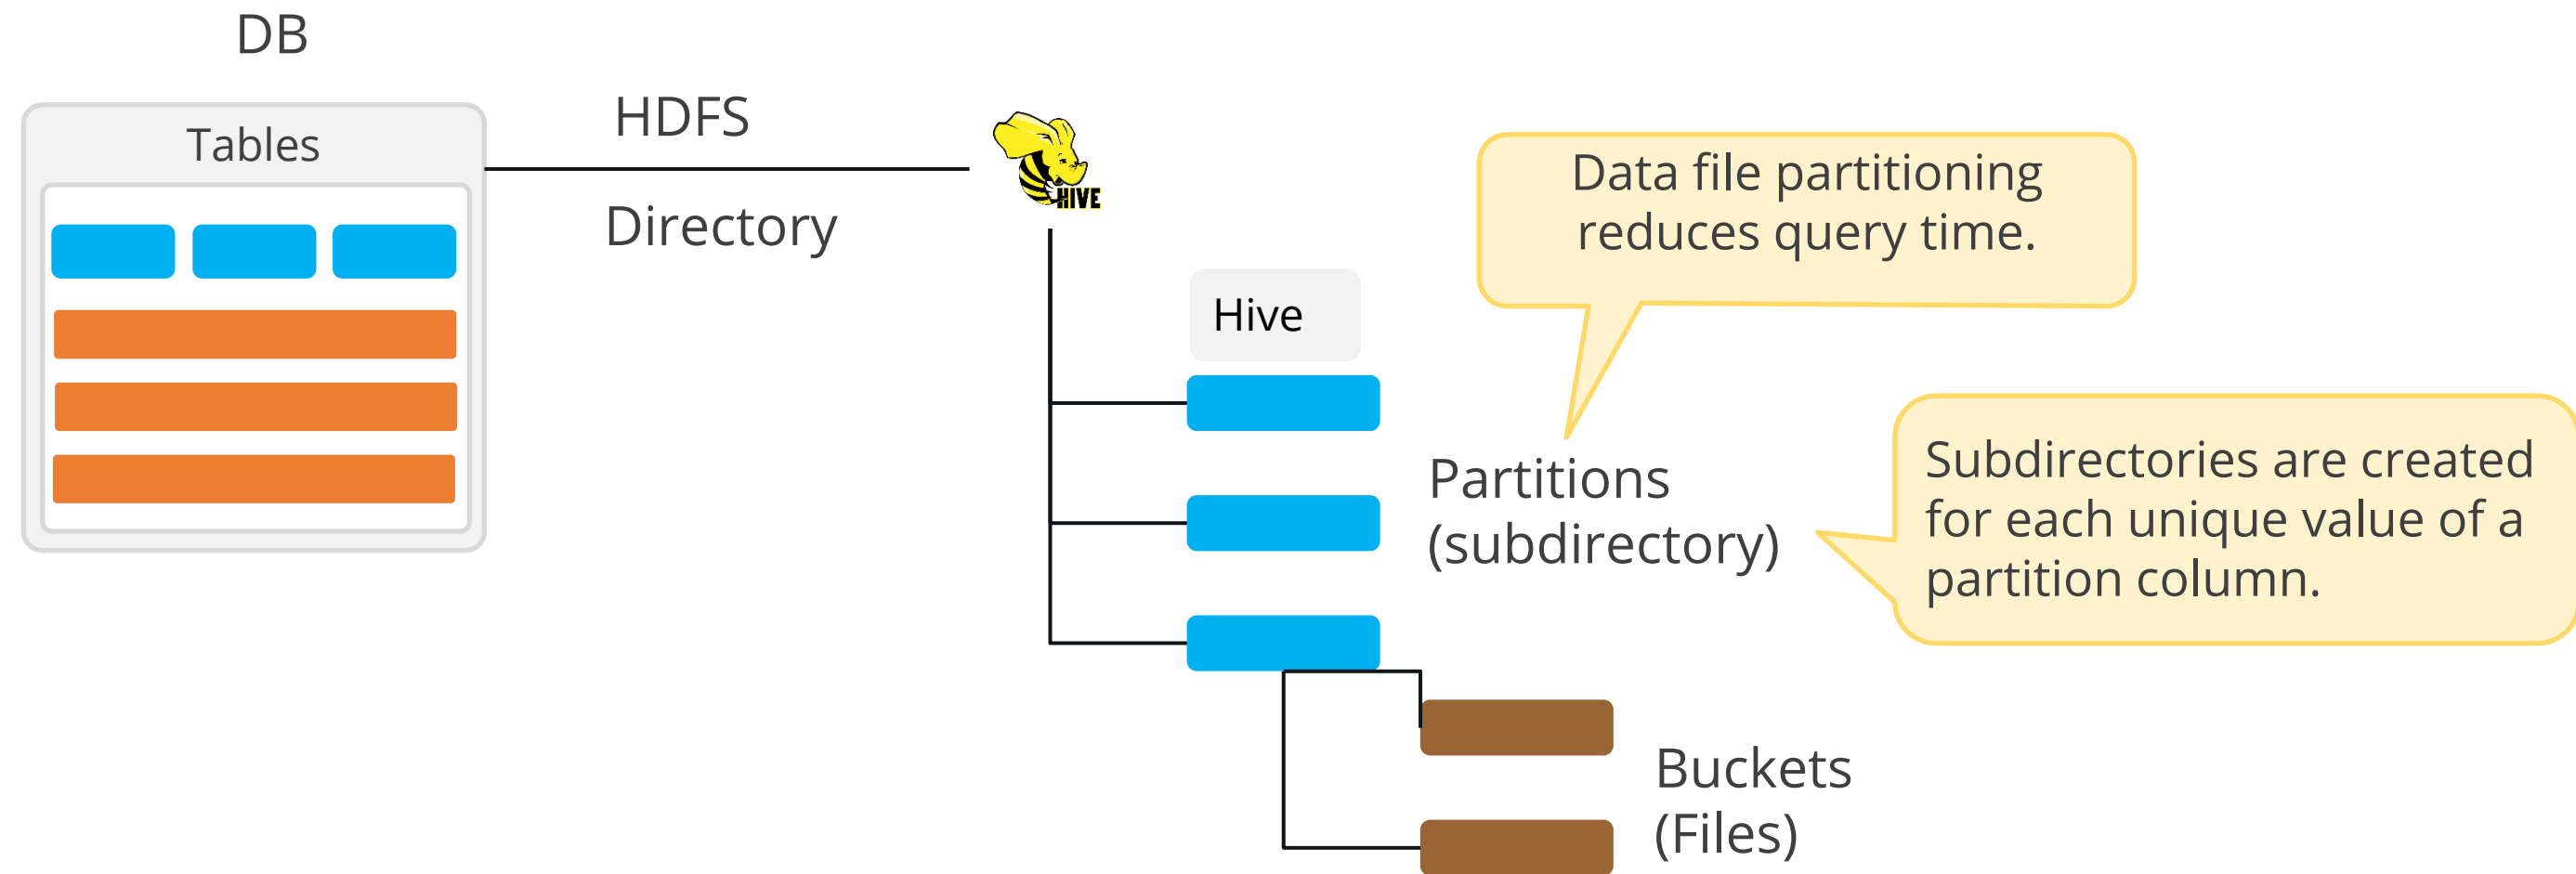 DB
Tables
HDFS
Directory
HIVE
Hive
Data file partitioning
reduces query time.
Partitions
(subdirectory)
Subdirectories are created
for each unique value of a
partition column.
Buckets
(Files)